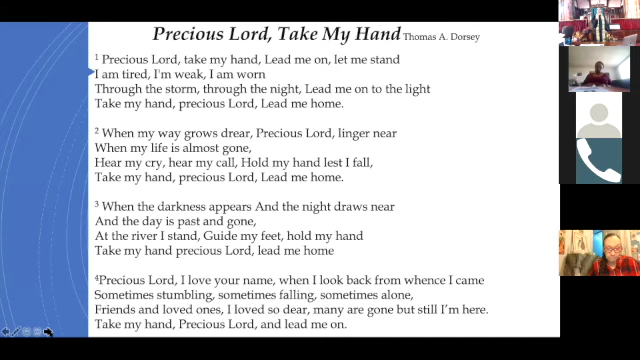 Precious Lord, Take My Hand Thomas A. Dorsey
1 Precious Lord, take my hand, Lead me on, let me stand
I am tired, I'm weak, I am worn
Through the storm, through the night, Lead me on to the light
Take my hand, precious Lord, Lead me home.
2 When my way grows drear, Precious Lord, linger near
When my life is almost gone,
Hear my cry, hear my call, Hold my hand lest I fall,
Take my hand, precious Lord, Lead me home.
3 When the darkness appears And the night draws near
And the day is past and gone,
At the river I stand, Guide my feet, hold my hand
Take my hand precious Lord, lead me home
4Precious Lord, I love your name, when I look back from whence I came
Sometimes stumbling, sometimes falling, sometimes alone,
Friends and loved ones, I loved so dear, many are gone but still I'm here.
Take my hand, Precious Lord, and lead me on.